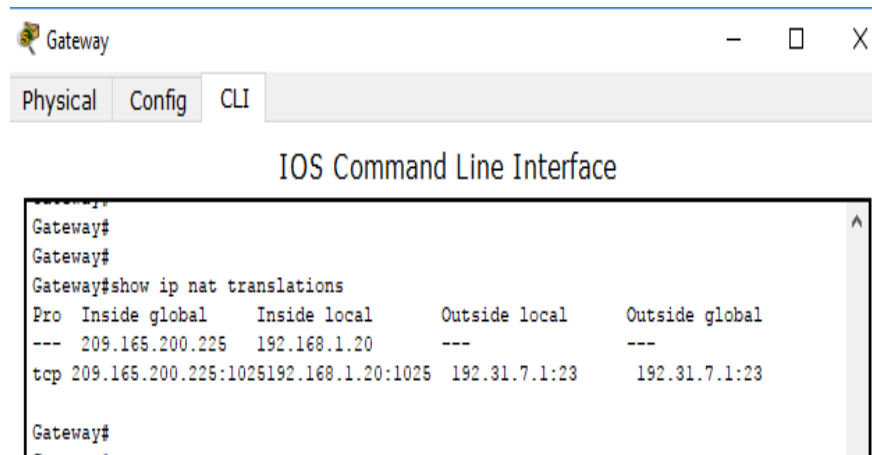 Gateway
Physical Config CLI
IOS Command Line Interface
Gateway#
Gateway#
Gateway#show ip nat translations
Pro Inside global Inside local Outside local Outside global
--- 209.165.200.225 192.168.1.20 --- ---
tcp 209.165.200.225:1025192.168.1.20:1025 192.31.7.1:23 192.31.7.1:23
Gateway#